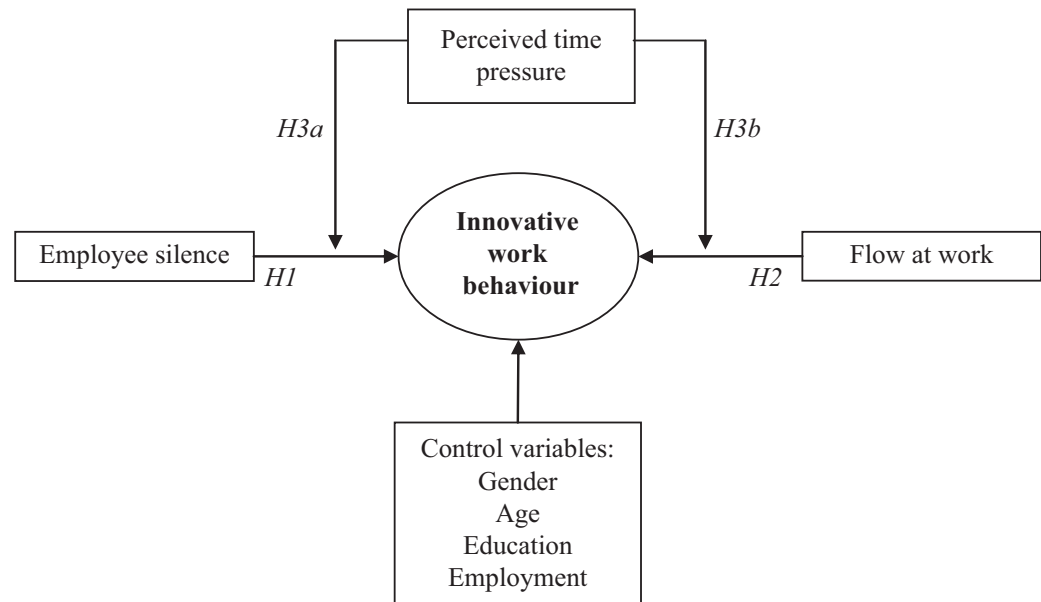 Perceived time
pressure
H3a
H3b
Innovative
work
behaviour
Employee silence
H1
H2
Flow at work
Control variables:
Gender
Age
Education
Employment